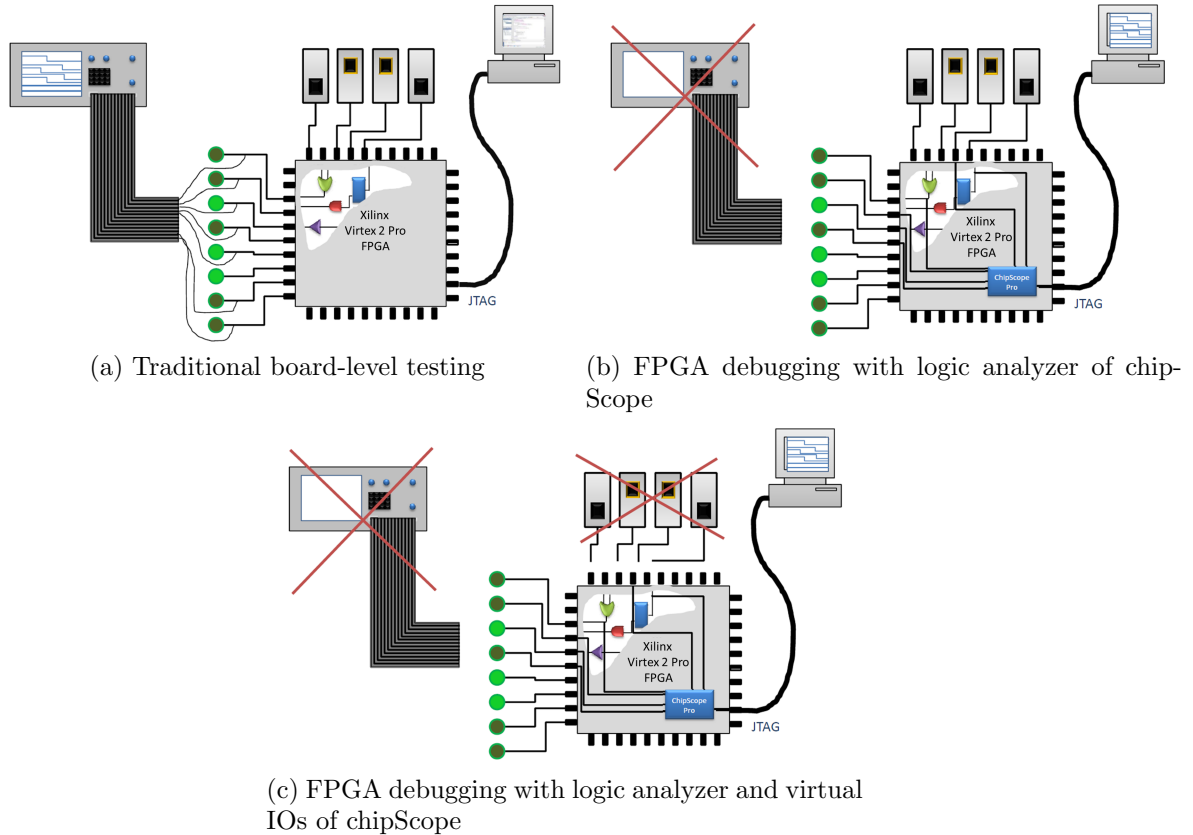 Xilinx
Virtex 2 Pro
FPGA
JTAG
(a) Traditional board-level testing
Xilinx
Virtex 2 Pro
FPGA
ChipScope
Pro
JTAG
(b) FPGA debugging with logic analyzer of chip-
Scope
Xilinx
Virtex 2 Pro
FPGA
ChipScope
Pro
JTAG
(c) FPGA debugging with logic analyzer and virtual
IOs of chipScope